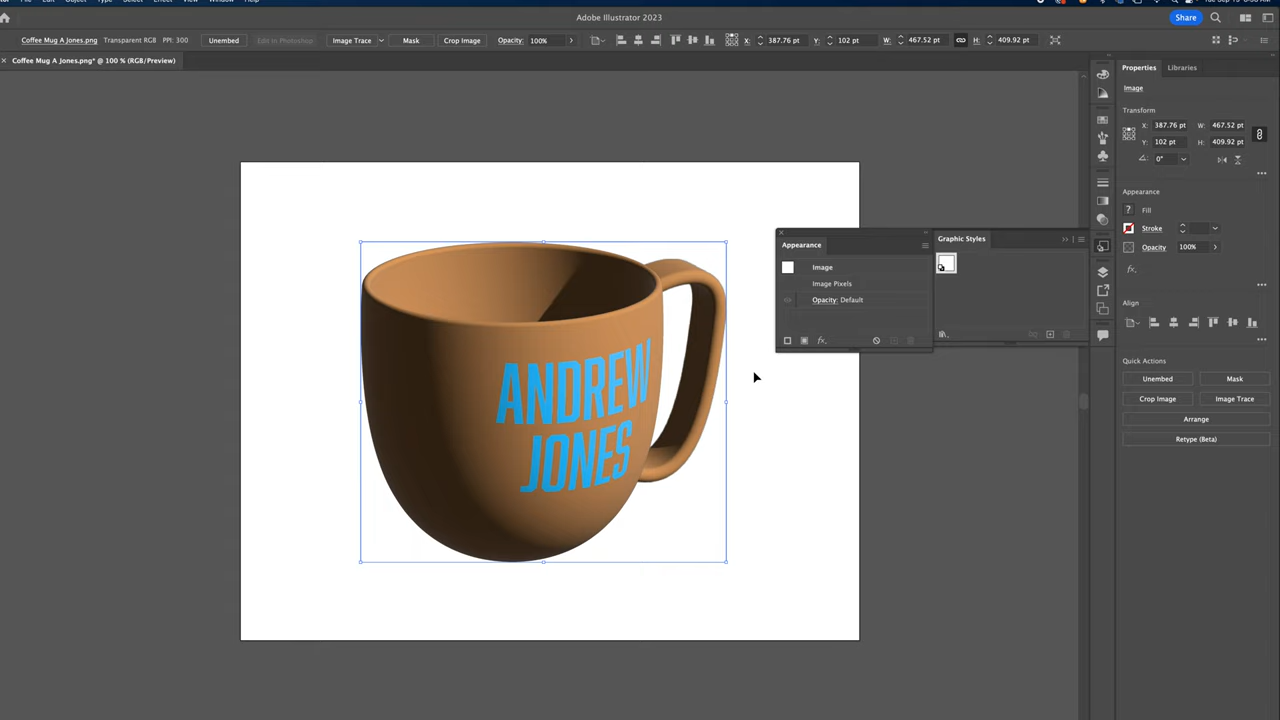 Adobe Illustrator 2023
Share
Coffee Mug A Jones.png Transparent RGB PPI: 300 Unembed Edit in Photoshop Image Trace Mask Crop Image Opacity: 100% X: 387.76 pt Y: 102 pt W: 467.52 pt H: 409.92 pt
Coffee Mug A Jones.png* @ 100 % (RGB/Preview)
Properties Libraries
Image
Transform
X: 387.76 pt W: 467.52 pt
Y: 102 pt H: 409.92 pt
0°
Appearance
Fill
Stroke
Opacity 100%
fx.
Align
Quick Actions
Unembed Mask
Crop Image Image Trace
Arrange
Retype (Beta)
Appearance
Image
Image Pixels
Opacity: Default
fx.
Graphic Styles
ANDREW
JONES